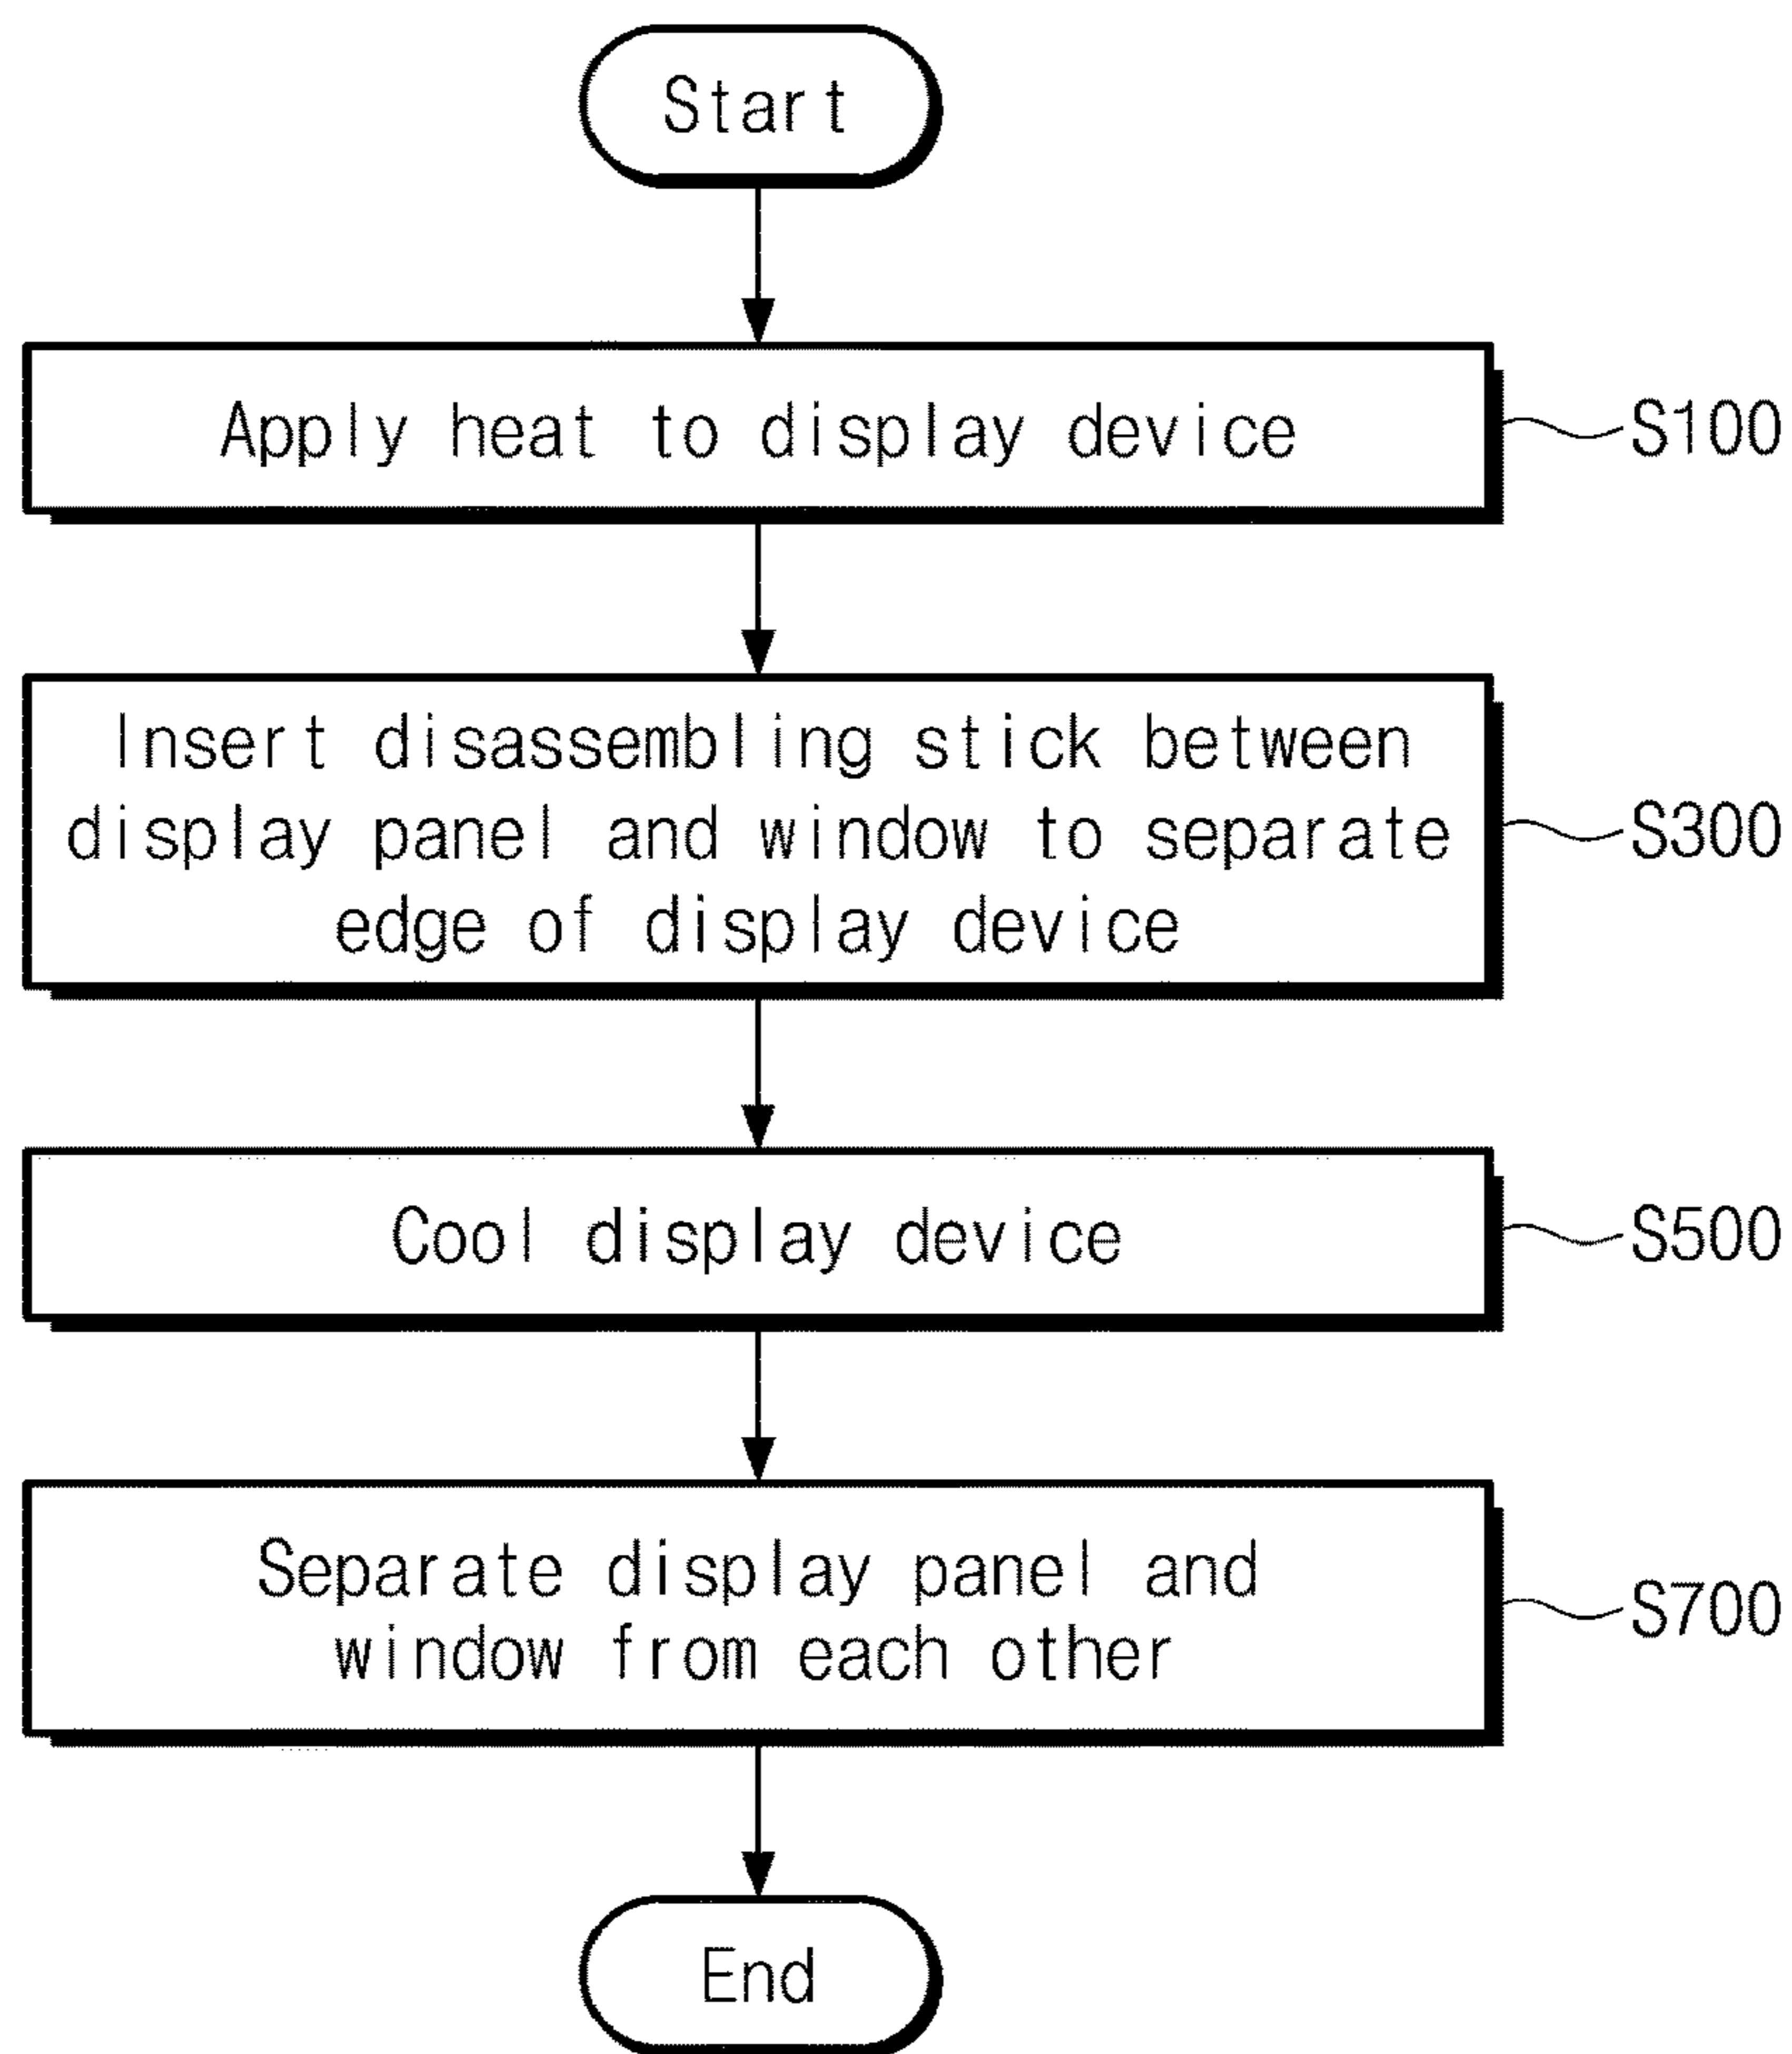 Start
Apply heat to display device
S100
Insert disassembling stick between
display panel and window to separate
edge of display device
S300
Cool display device
S500
Separate display panel and
window from each other
S700
End